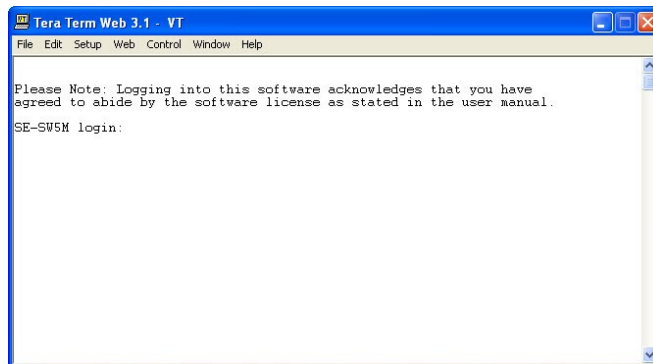 Tera Term Web 3.1 - VT
File Edit Setup Web Control Window Help
Please Note: Logging into this software acknowledges that you have
agreed to abide by the software license as stated in the user manual.
SE-SW5M login: